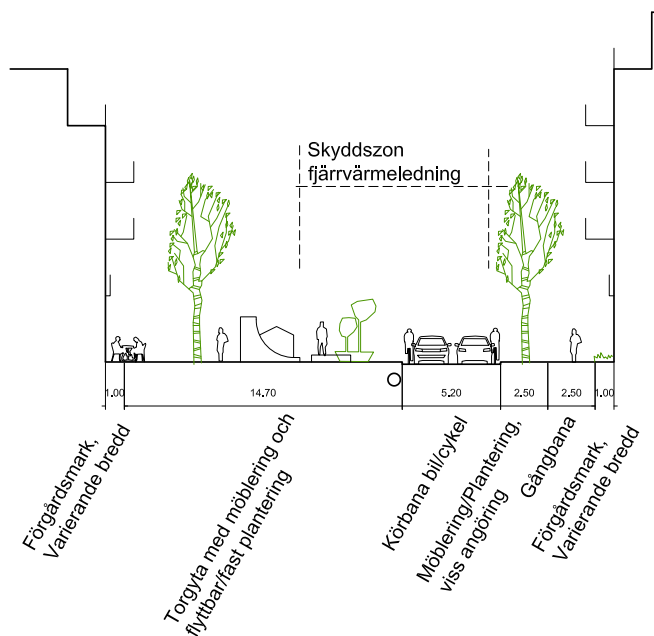 Skyddszon
fjärrvärmeledning
1.00
14.70
5.20
2.50
2.50
1.00
Förgårdsmark,
Varierande bredd
Torgyta med möblering och
flyttbar/fast plantering
Körbana bil/cykel
Möblering/Plantering,
viss angöring
Gångbana
Förgårdsmark,
Varierande bredd